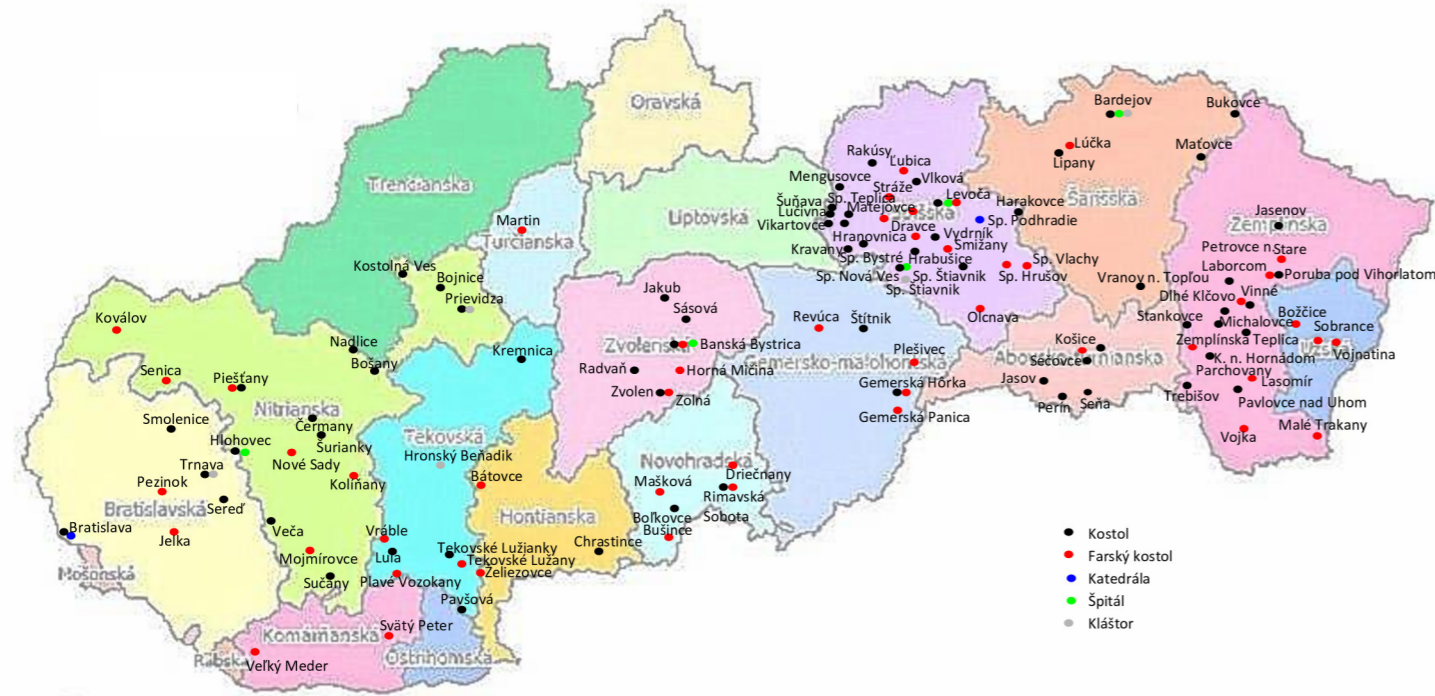 Oravská
Bardejov
Bukovce
Lúčka
Lipany
Maťovce
Rakúsy
Ľubica
Trenčianska
Mengusovce
Vlková
Stráže
Levoča
Šarišská
Sp. Teplica
Harakovce
Zemplínska
Šuňava
Lučivna
Matejovce
Liptovská
Sp. Podhradie
Jasenov
Martin
Vikartovce
Dravce
Turčianska
Hranovnica
Vydrník
Smižany
Petrovce n.
Stare
Kravany
Sp. Bystré
Hrabušice
Sp. Vlachy
Kostolná Ves
Bojnice
Sp. Nová Ves
Sp. Štiavnik
Sp. Hrušov
Vranov n. Topľou
Laborcom
Poruba pod Vihorlatom
Sp. Štiavnik
Prievidza
Jakub
Dlhé Klčovo
Vinné
Koválov
Sásová
Revúca
Štítnik
Olcnava
Stankovce
Michalovce
Božčice
Sobrance
Nadlice
Kremnica
Zvolenská
Banská Bystrica
Košice
Zemplínska Teplica
Vojnatina
Bošany
Radvaň
Horná Mičina
Gemersko-malohontská
Plešivec
Sečovce
K. n. Hornádom
Užská
Senica
Piešťany
Gemerská Hôrka
Jasov
Parchovany
Lasomír
Zvolen
Zolná
Nitrianska
Gemerská Panica
Perín
Seňa
Trebišov
Pavlovce nad Uhom
Smolenice
Čermany
Vojka
Malé Trakany
Šurianky
Tekovská
Hlohovec
Nové Sady
Hronský Beňadik
Novohradská
Trnava
Koliňany
Bátovce
Driečnany
Pezinok
Mašková
Rimavská
Sobota
Bratislavská
Sereď
Hontianska
Boľkovce
Bratislava
Veča
Vráble
Bušince
Kostol
Jelka
Mojmírovce
Lula
Tekovské Lužianky
Chrastince
Tekovské Lužany
Farský kostol
Mošonská
Sučany
Plavé Vozokany
Želiezovce
Katedrála
Pavšová
Špitál
Svätý Peter
Kláštor
Komárňanská
Ostrihomská
Rábska
Veľký Meder